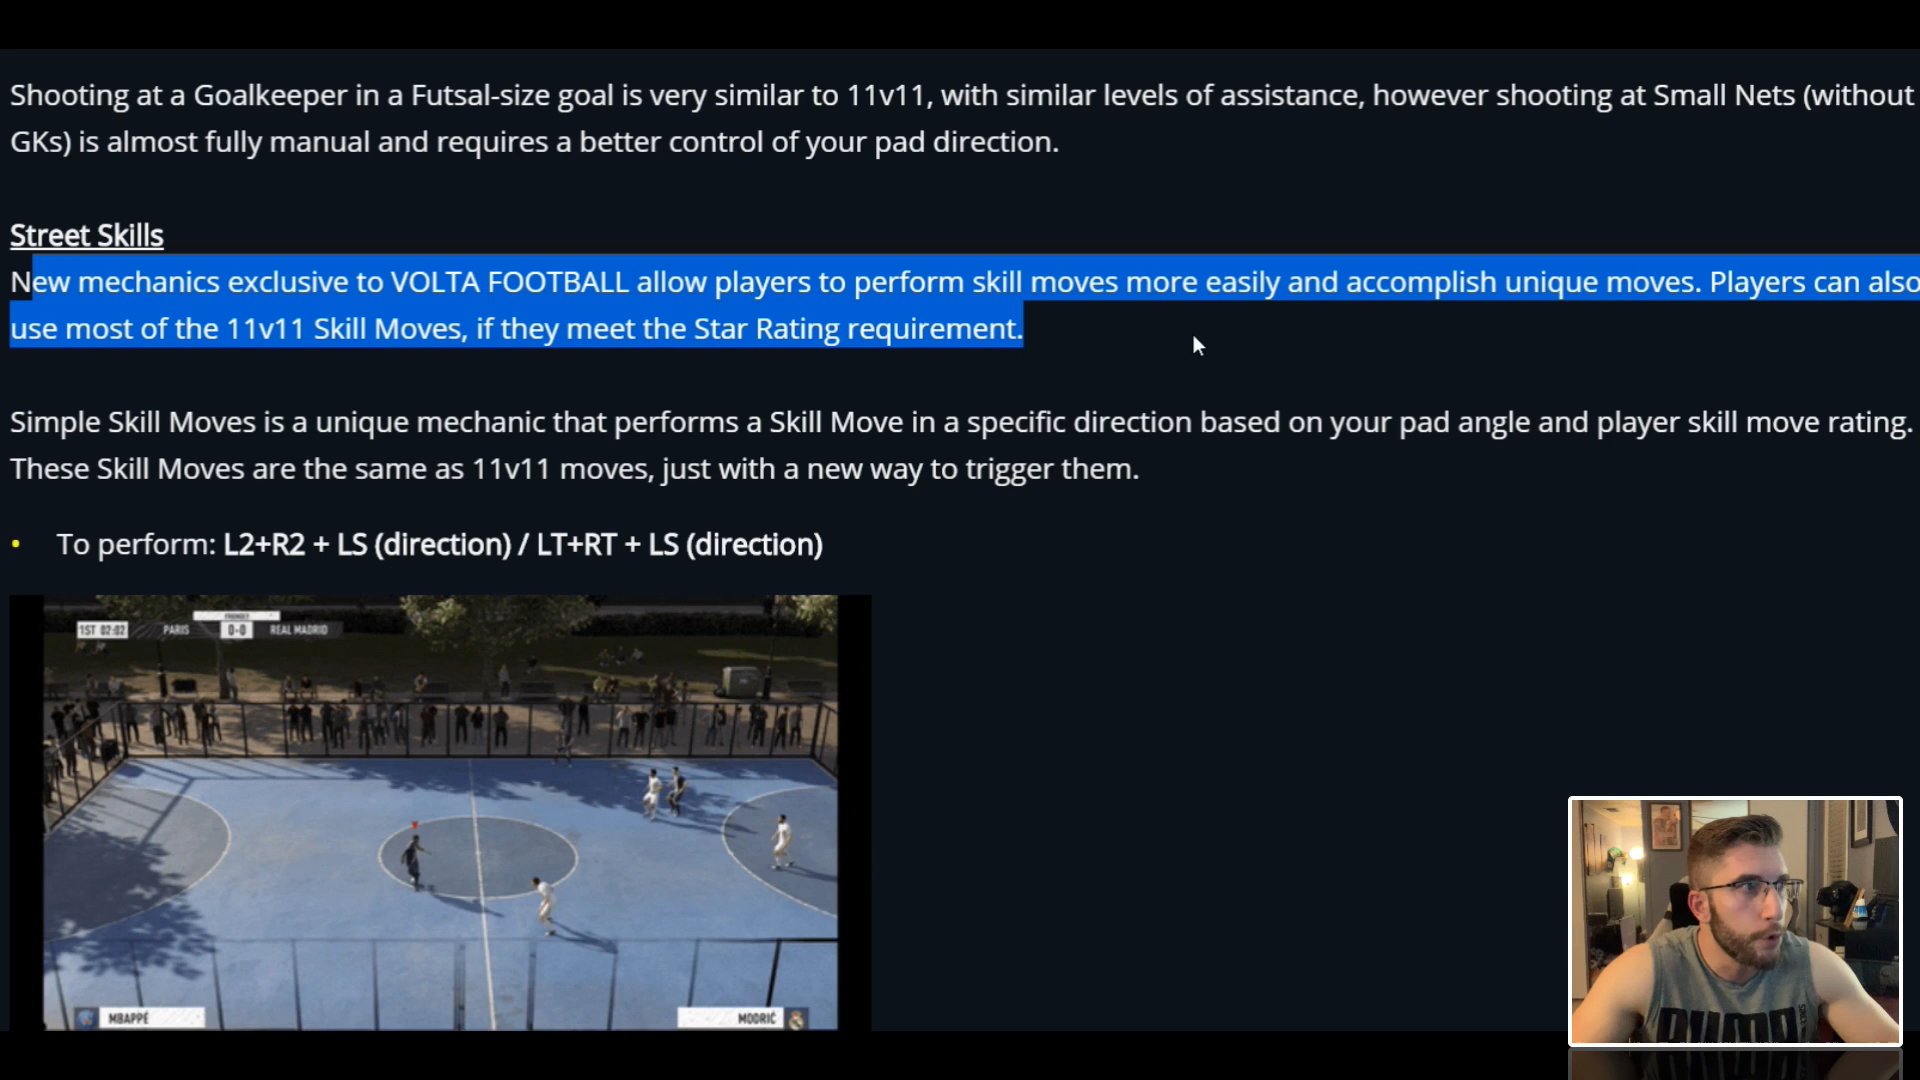 Shooting at a Goalkeeper in a Futsal-size goal is very similar to 11v11, with similar levels of assistance, however shooting at Small Nets (without
GKs) is almost fully manual and requires a better control of your pad direction.
Street Skills
New mechanics exclusive to VOLTA FOOTBALL allow players to perform skill moves more easily and accomplish unique moves. Players can also
use most of the 11v11 Skill Moves, if they meet the Star Rating requirement.
Simple Skill Moves is a unique mechanic that performs a Skill Move in a specific direction based on your pad angle and player skill move rating.
These Skill Moves are the same as 11v11 moves, just with a new way to trigger them.
• To perform: L2+R2 + LS (direction) / LT+RT + LS (direction)
FRIENDLY
1ST 02:02 PARIS 0-0 REAL MADRID
MBAPPÉ
MODRIĆ
PUMA